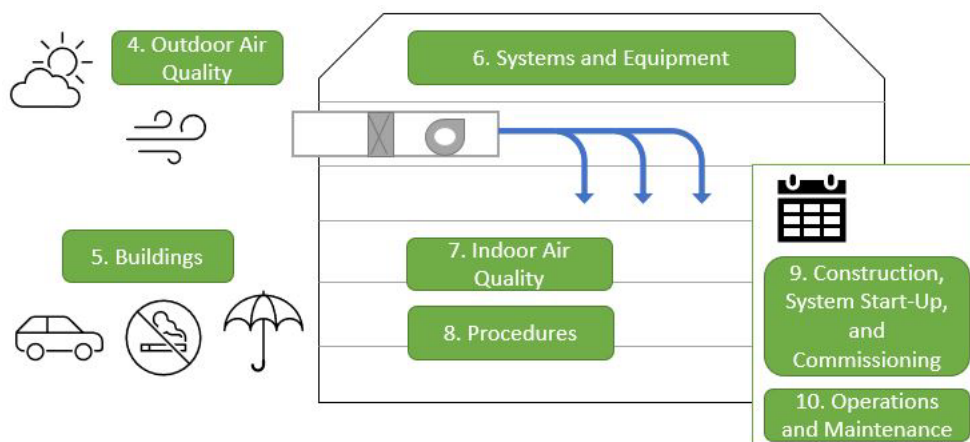 4. Outdoor Air
Quality
6. Systems and Equipment
5. Buildings
7. Indoor Air
Quality
8. Procedures
9. Construction,
System Start-Up,
and
Commissioning
10. Operations
and Maintenance